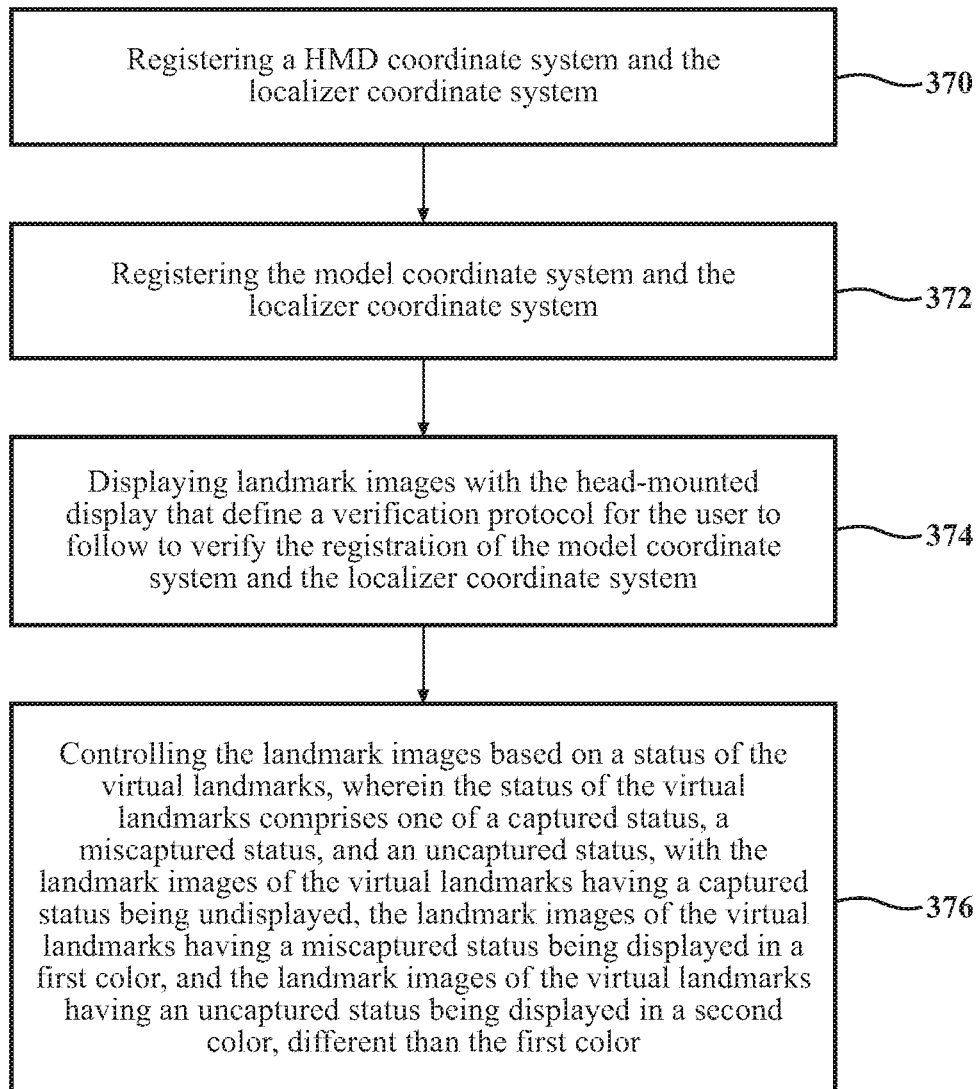 Registering a HMD coordinate system and the
localizer coordinate system
370
Registering the model coordinate system and the
localizer coordinate system
372
Displaying landmark images with the head-mounted
display that define a verification protocol for the user to
follow to verify the registration of the model coordinate
system and the localizer coordinate system
374
Controlling the landmark images based on a status of the
virtual landmarks, wherein the status of the virtual
landmarks comprises one of a captured status, a
miscaptured status, and an uncaptured status, with the
landmark images of the virtual landmarks having a captured
status being undisplayed, the landmark images of the virtual
landmarks having a miscaptured status being displayed in a
first color, and the landmark images of the virtual landmarks
having an uncaptured status being displayed in a second
color, different than the first color
376